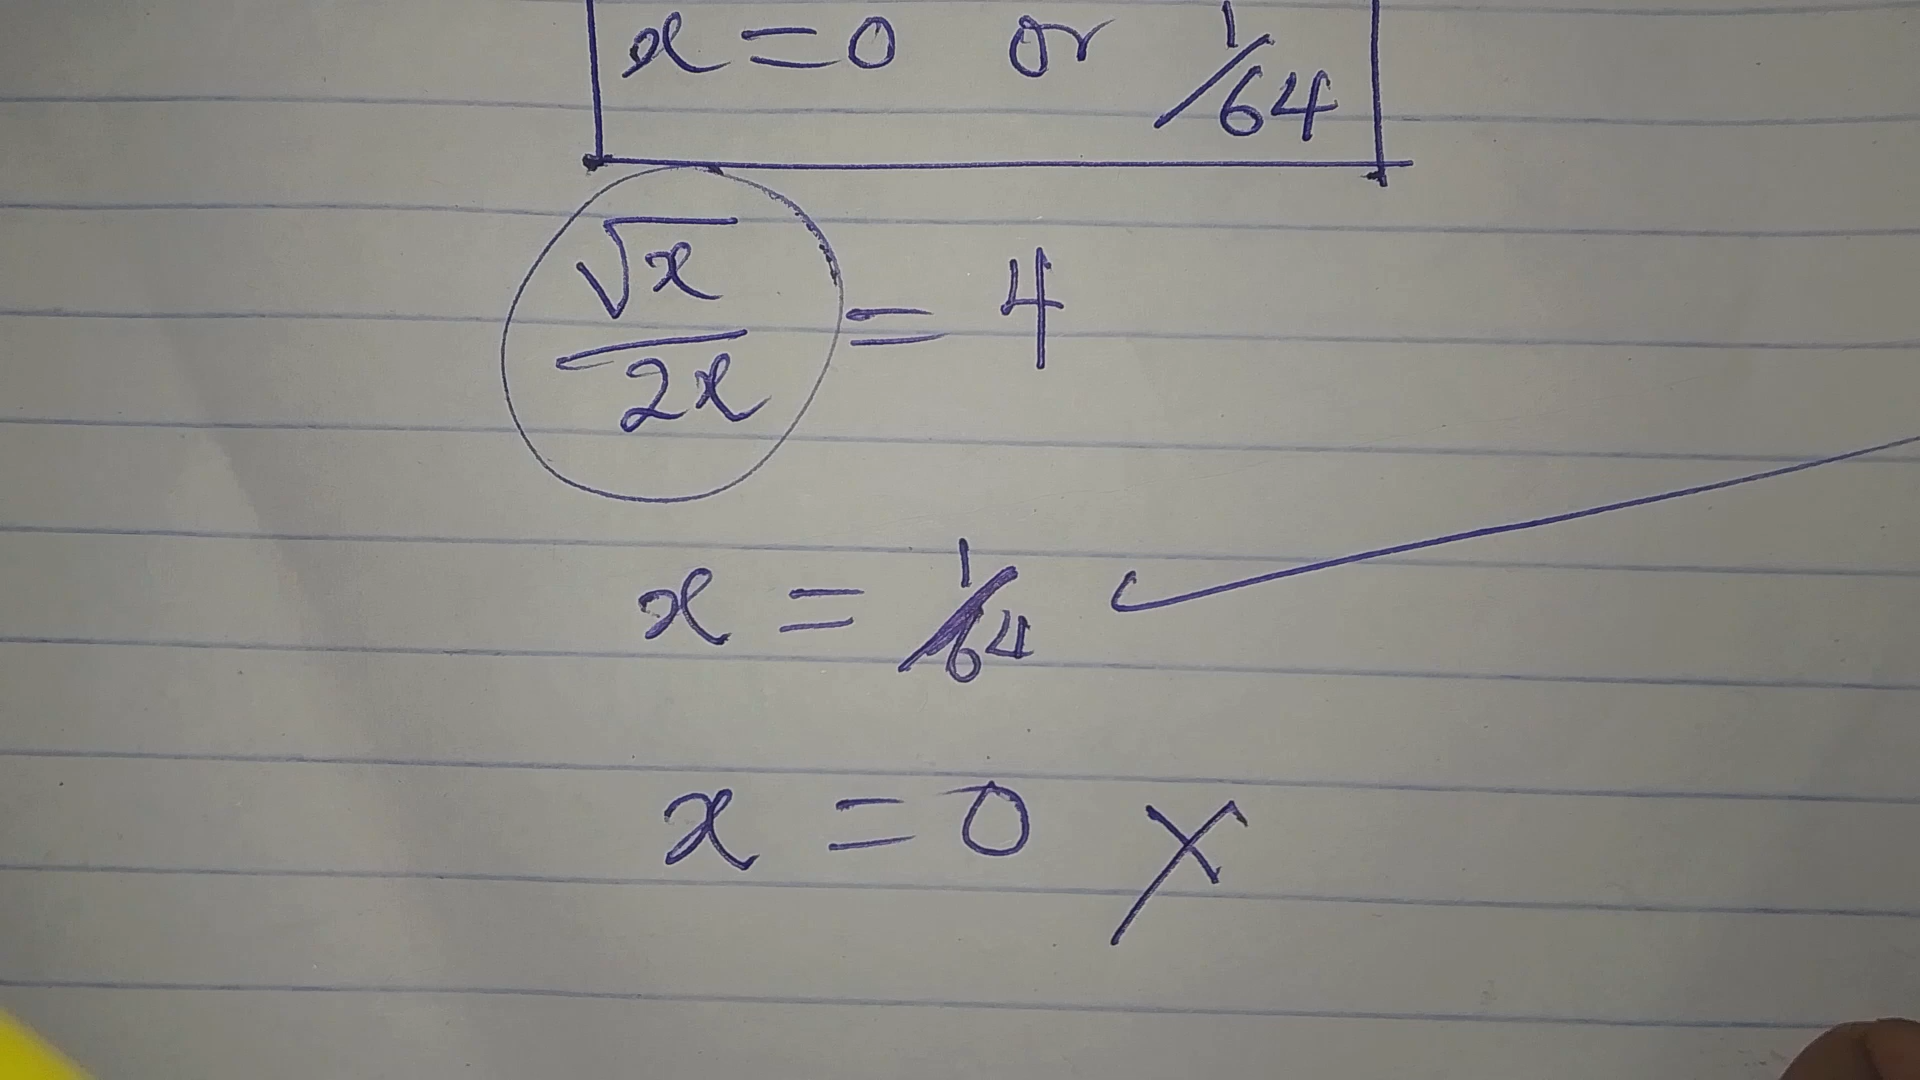 x = 0 or 1/64
√x/2x = 4
x = 1/64 ✓
x = 0 ✗